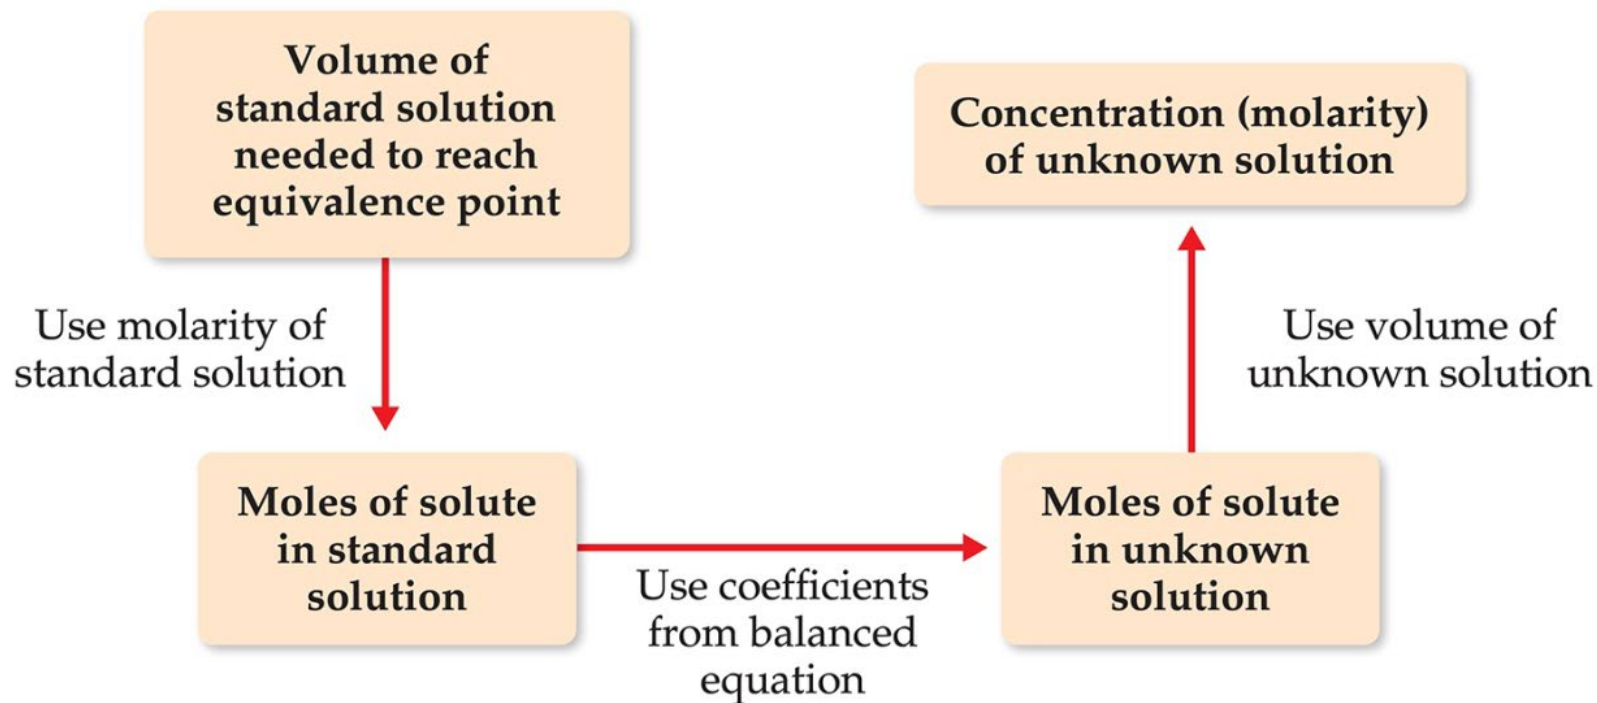 Volume of
standard solution
needed to reach
equivalence point
Use molarity of
standard solution
Moles of solute
in standard
solution
Use coefficients
from balanced
equation
Moles of solute
in unknown
solution
Use volume of
unknown solution
Concentration (molarity)
of unknown solution